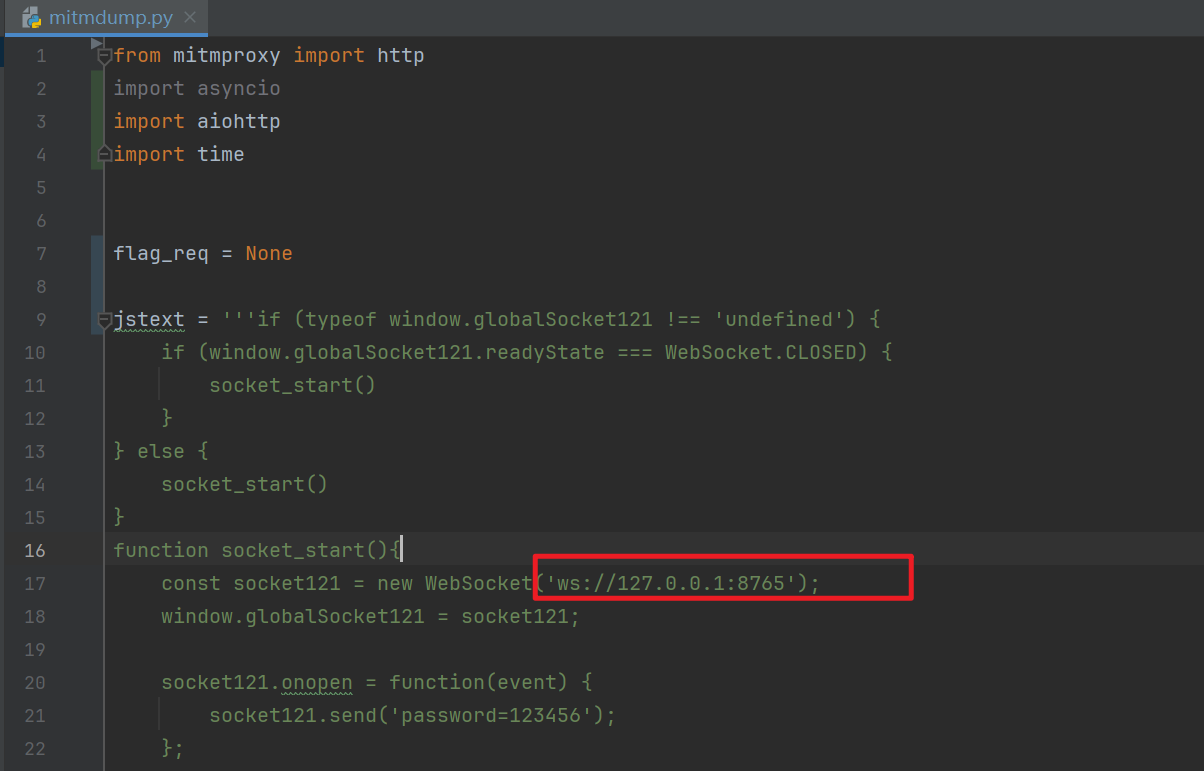 mitmdump.py
1 from mitmproxy import http
2 import asyncio
3 import aiohttp
4 import time
5
6
7 flag_req = None
8
9 jstext = '''if (typeof window.globalSocket121 !== 'undefined') {
10     if (window.globalSocket121.readyState === WebSocket.CLOSED) {
11         socket_start()
12     }
13 } else {
14     socket_start()
15 }
16 function socket_start(){
17     const socket121 = new WebSocket('ws://127.0.0.1:8765');
18     window.globalSocket121 = socket121;
19
20     socket121.onopen = function(event) {
21         socket121.send('password=123456');
22     };